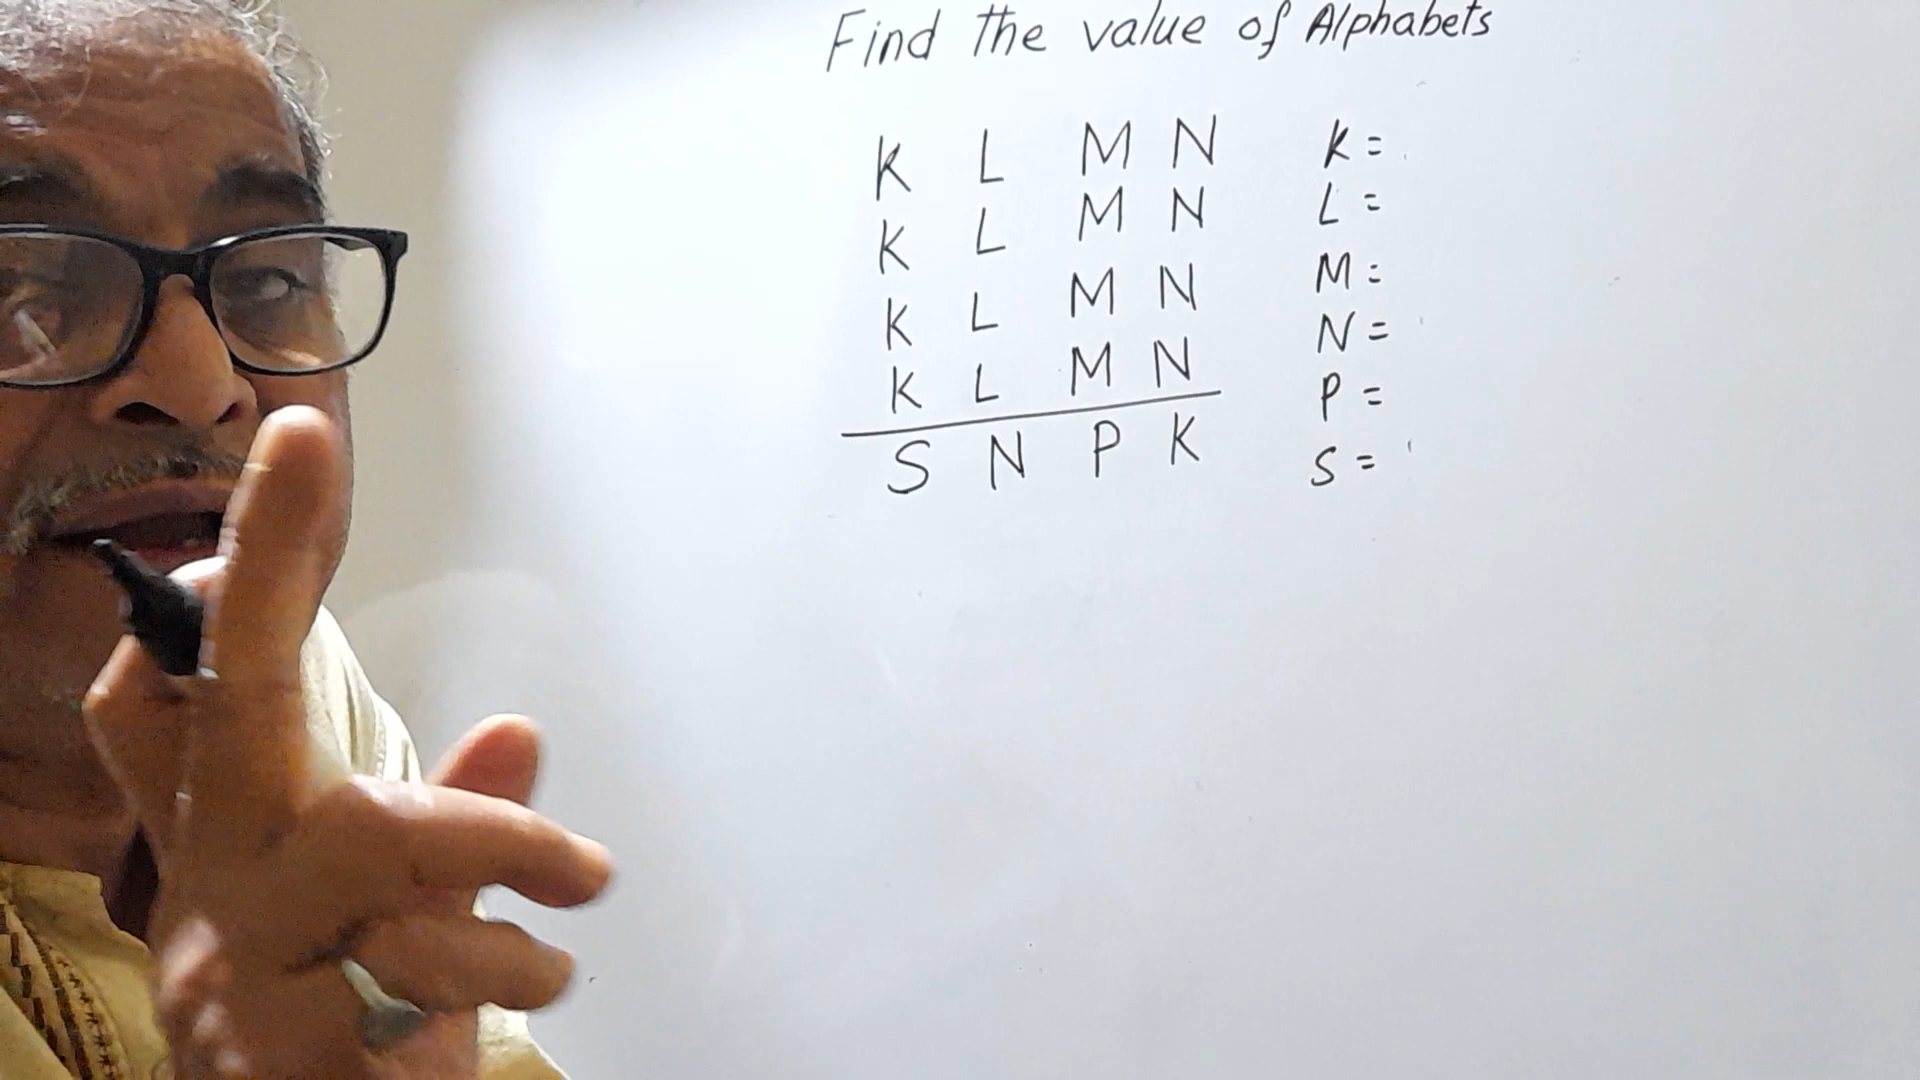 Find the value of Alphabets
K L M N K =
K L M N L =
K L M N M =
K L M N N =
S N P K P =
S =